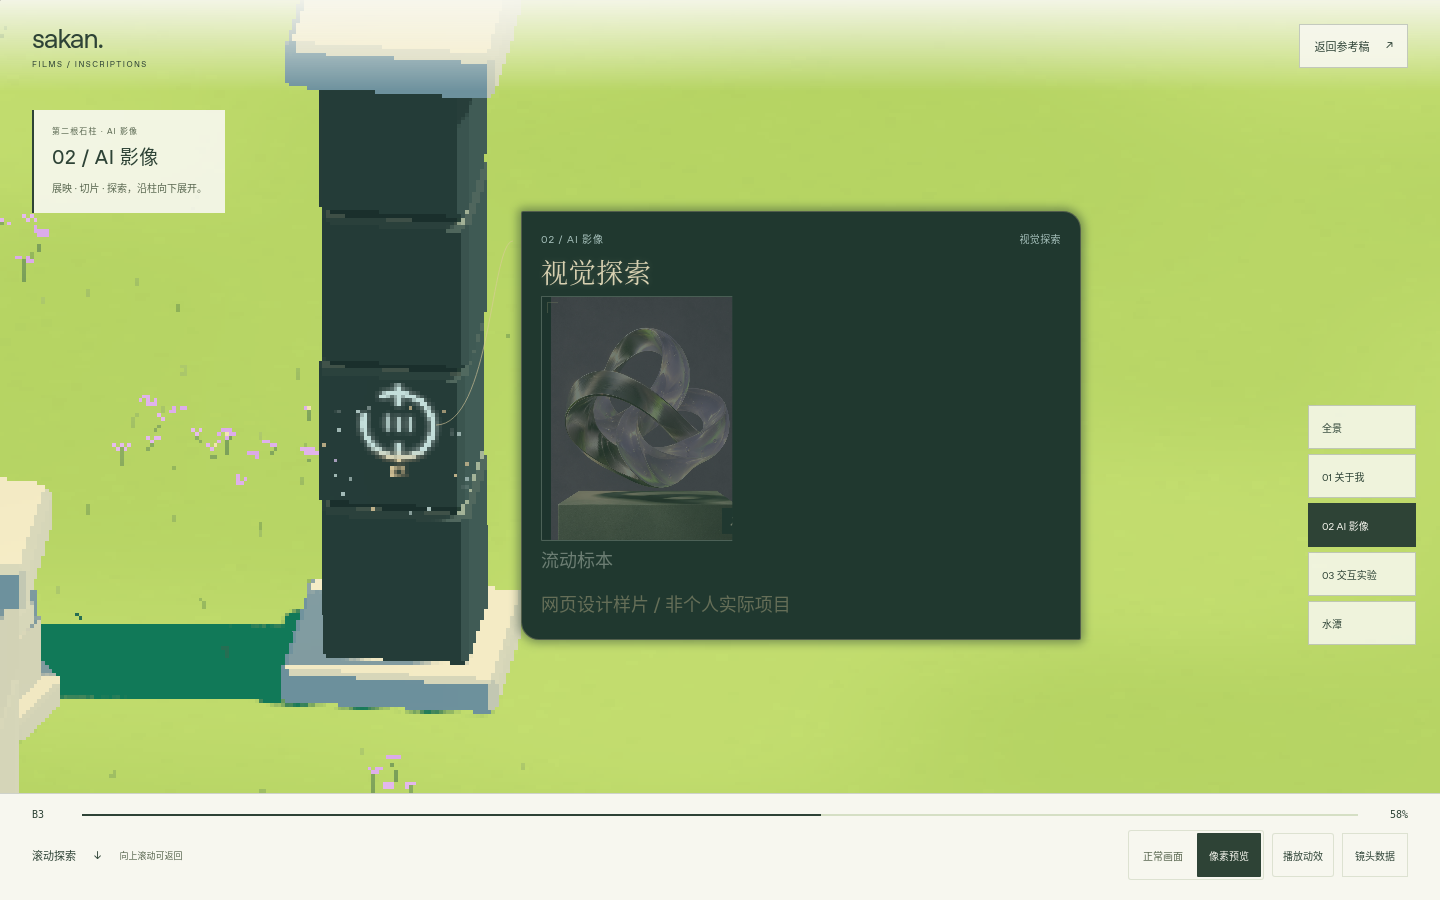 sakan.
FILMS / INSCRIPTIONS
返回参考稿 ↗
第二根石柱 · AI 影像
02 / AI 影像
展映 · 切片 · 探索，沿柱向下展开。
02 / AI 影像
视觉探索
视觉探索
流动标本
网页设计样片 / 非个人实际项目
全景
01 关于我
02 AI 影像
03 交互实验
水潭
B3
58%
滚动探索 ↓ 向上滚动可返回
正常画面
像素预览
播放动效
镜头数据